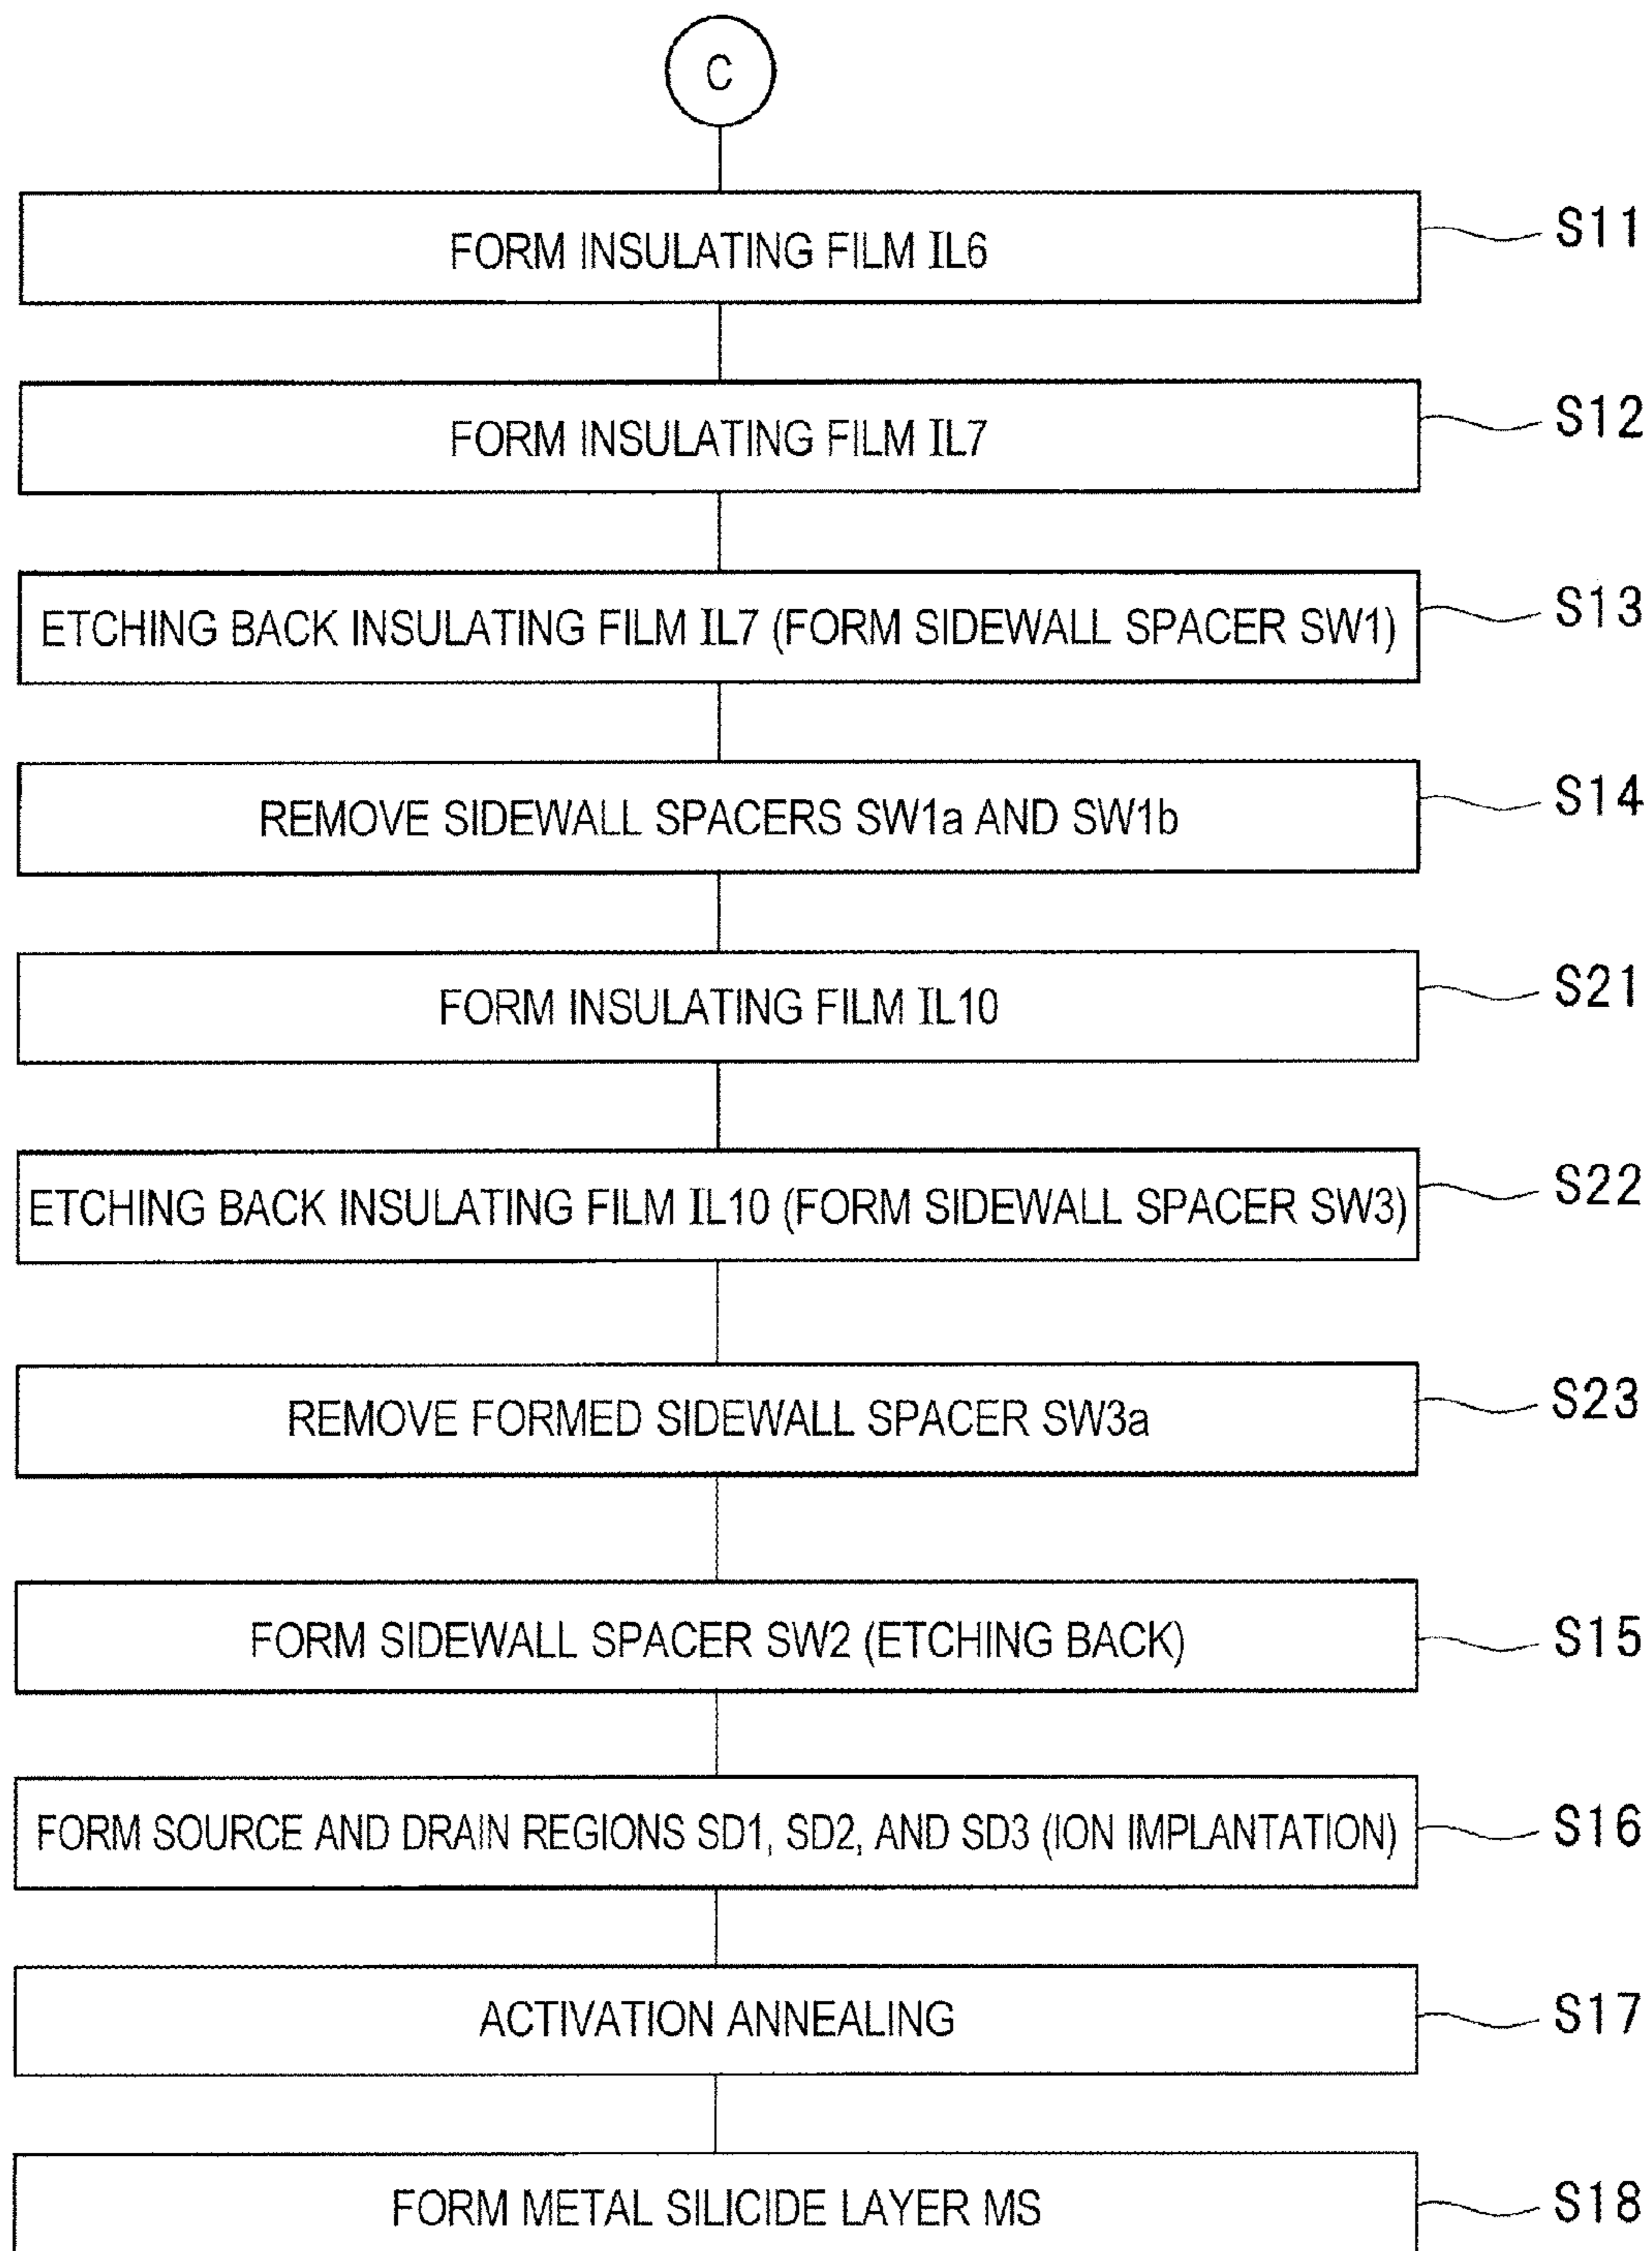 C
FORM INSULATING FILM IL6 S11
FORM INSULATING FILM IL7 S12
ETCHING BACK INSULATING FILM IL7 (FORM SIDEWALL SPACER SW1) S13
REMOVE SIDEWALL SPACERS SW1a AND SW1b S14
FORM INSULATING FILM IL10 S21
ETCHING BACK INSULATING FILM IL10 (FORM SIDEWALL SPACER SW3) S22
REMOVE FORMED SIDEWALL SPACER SW3a S23
FORM SIDEWALL SPACER SW2 (ETCHING BACK) S15
FORM SOURCE AND DRAIN REGIONS SD1, SD2, AND SD3 (ION IMPLANTATION) S16
ACTIVATION ANNEALING S17
FORM METAL SILICIDE LAYER MS S18